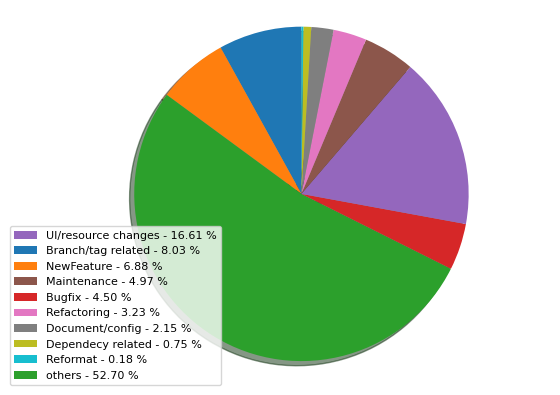 UI/resource changes - 16.61 %
Branch/tag related - 8.03 %
NewFeature - 6.88 %
Maintenance - 4.97 %
Bugfix - 4.50 %
Refactoring - 3.23 %
Document/config - 2.15 %
Dependecy related - 0.75 %
Reformat - 0.18 %
others - 52.70 %